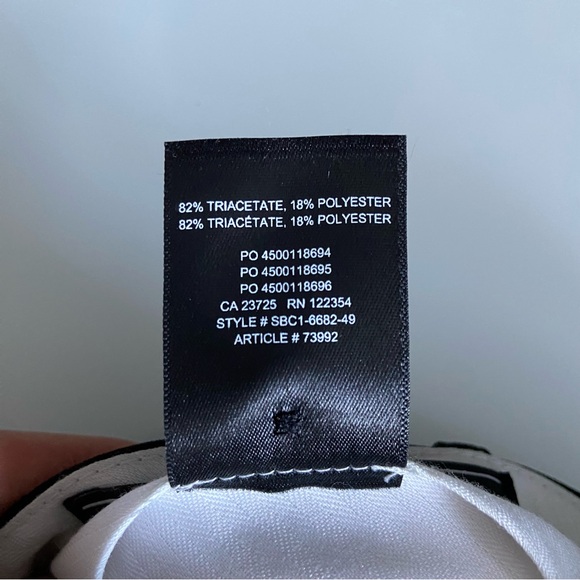 82% TRIACETATE, 18% POLYESTER
82% TRIACÉTATE, 18% POLYESTER
PO 4500118694
PO 4500118695
PO 4500118696
CA 23725 RN 122354
STYLE # SBC1-6682-49
ARTICLE # 73992